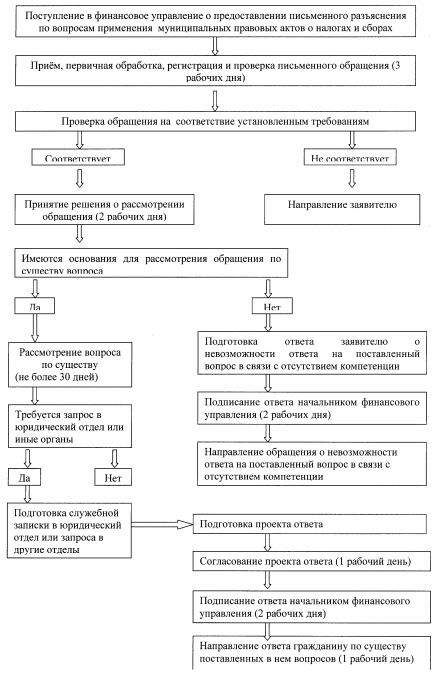 Поступление в финансовое управление о предоставлении письменного разъяснения
по вопросам применения муниципальных правовых актов о налогах и сборах
Приём, первичная обработка, регистрация и проверка письменного обращения (3
рабочих дня)
Проверка обращения на соответствие установленным требованиям
Соответствует
Не соответствует
Принятие решения о рассмотрении
обращения (2 рабочих дня)
Направление заявителю
Имеются основания для рассмотрения обращения по
существу вопроса
Да
Нет
Рассмотрение вопроса
по существу
(не более 30 дней)
Подготовка ответа заявителю о
невозможности ответа на поставленный
вопрос в связи с отсутствием компетенции
Подписание ответа начальником финансового
управления (2 рабочих дня)
Требуется запрос в
юридический отдел или
иные органы
Направление обращения о невозможности
ответа на поставленный вопрос в связи с
отсутствием компетенции
Да
Нет
Подготовка служебной
записки в юридический
отдел или запроса в
другие отделы
Подготовка проекта ответа
Согласование проекта ответа (1 рабочий день)
Подписание ответа начальником финансового
управления (2 рабочих дня)
Направление ответа гражданину по существу
поставленных в нем вопросов (1 рабочий день)